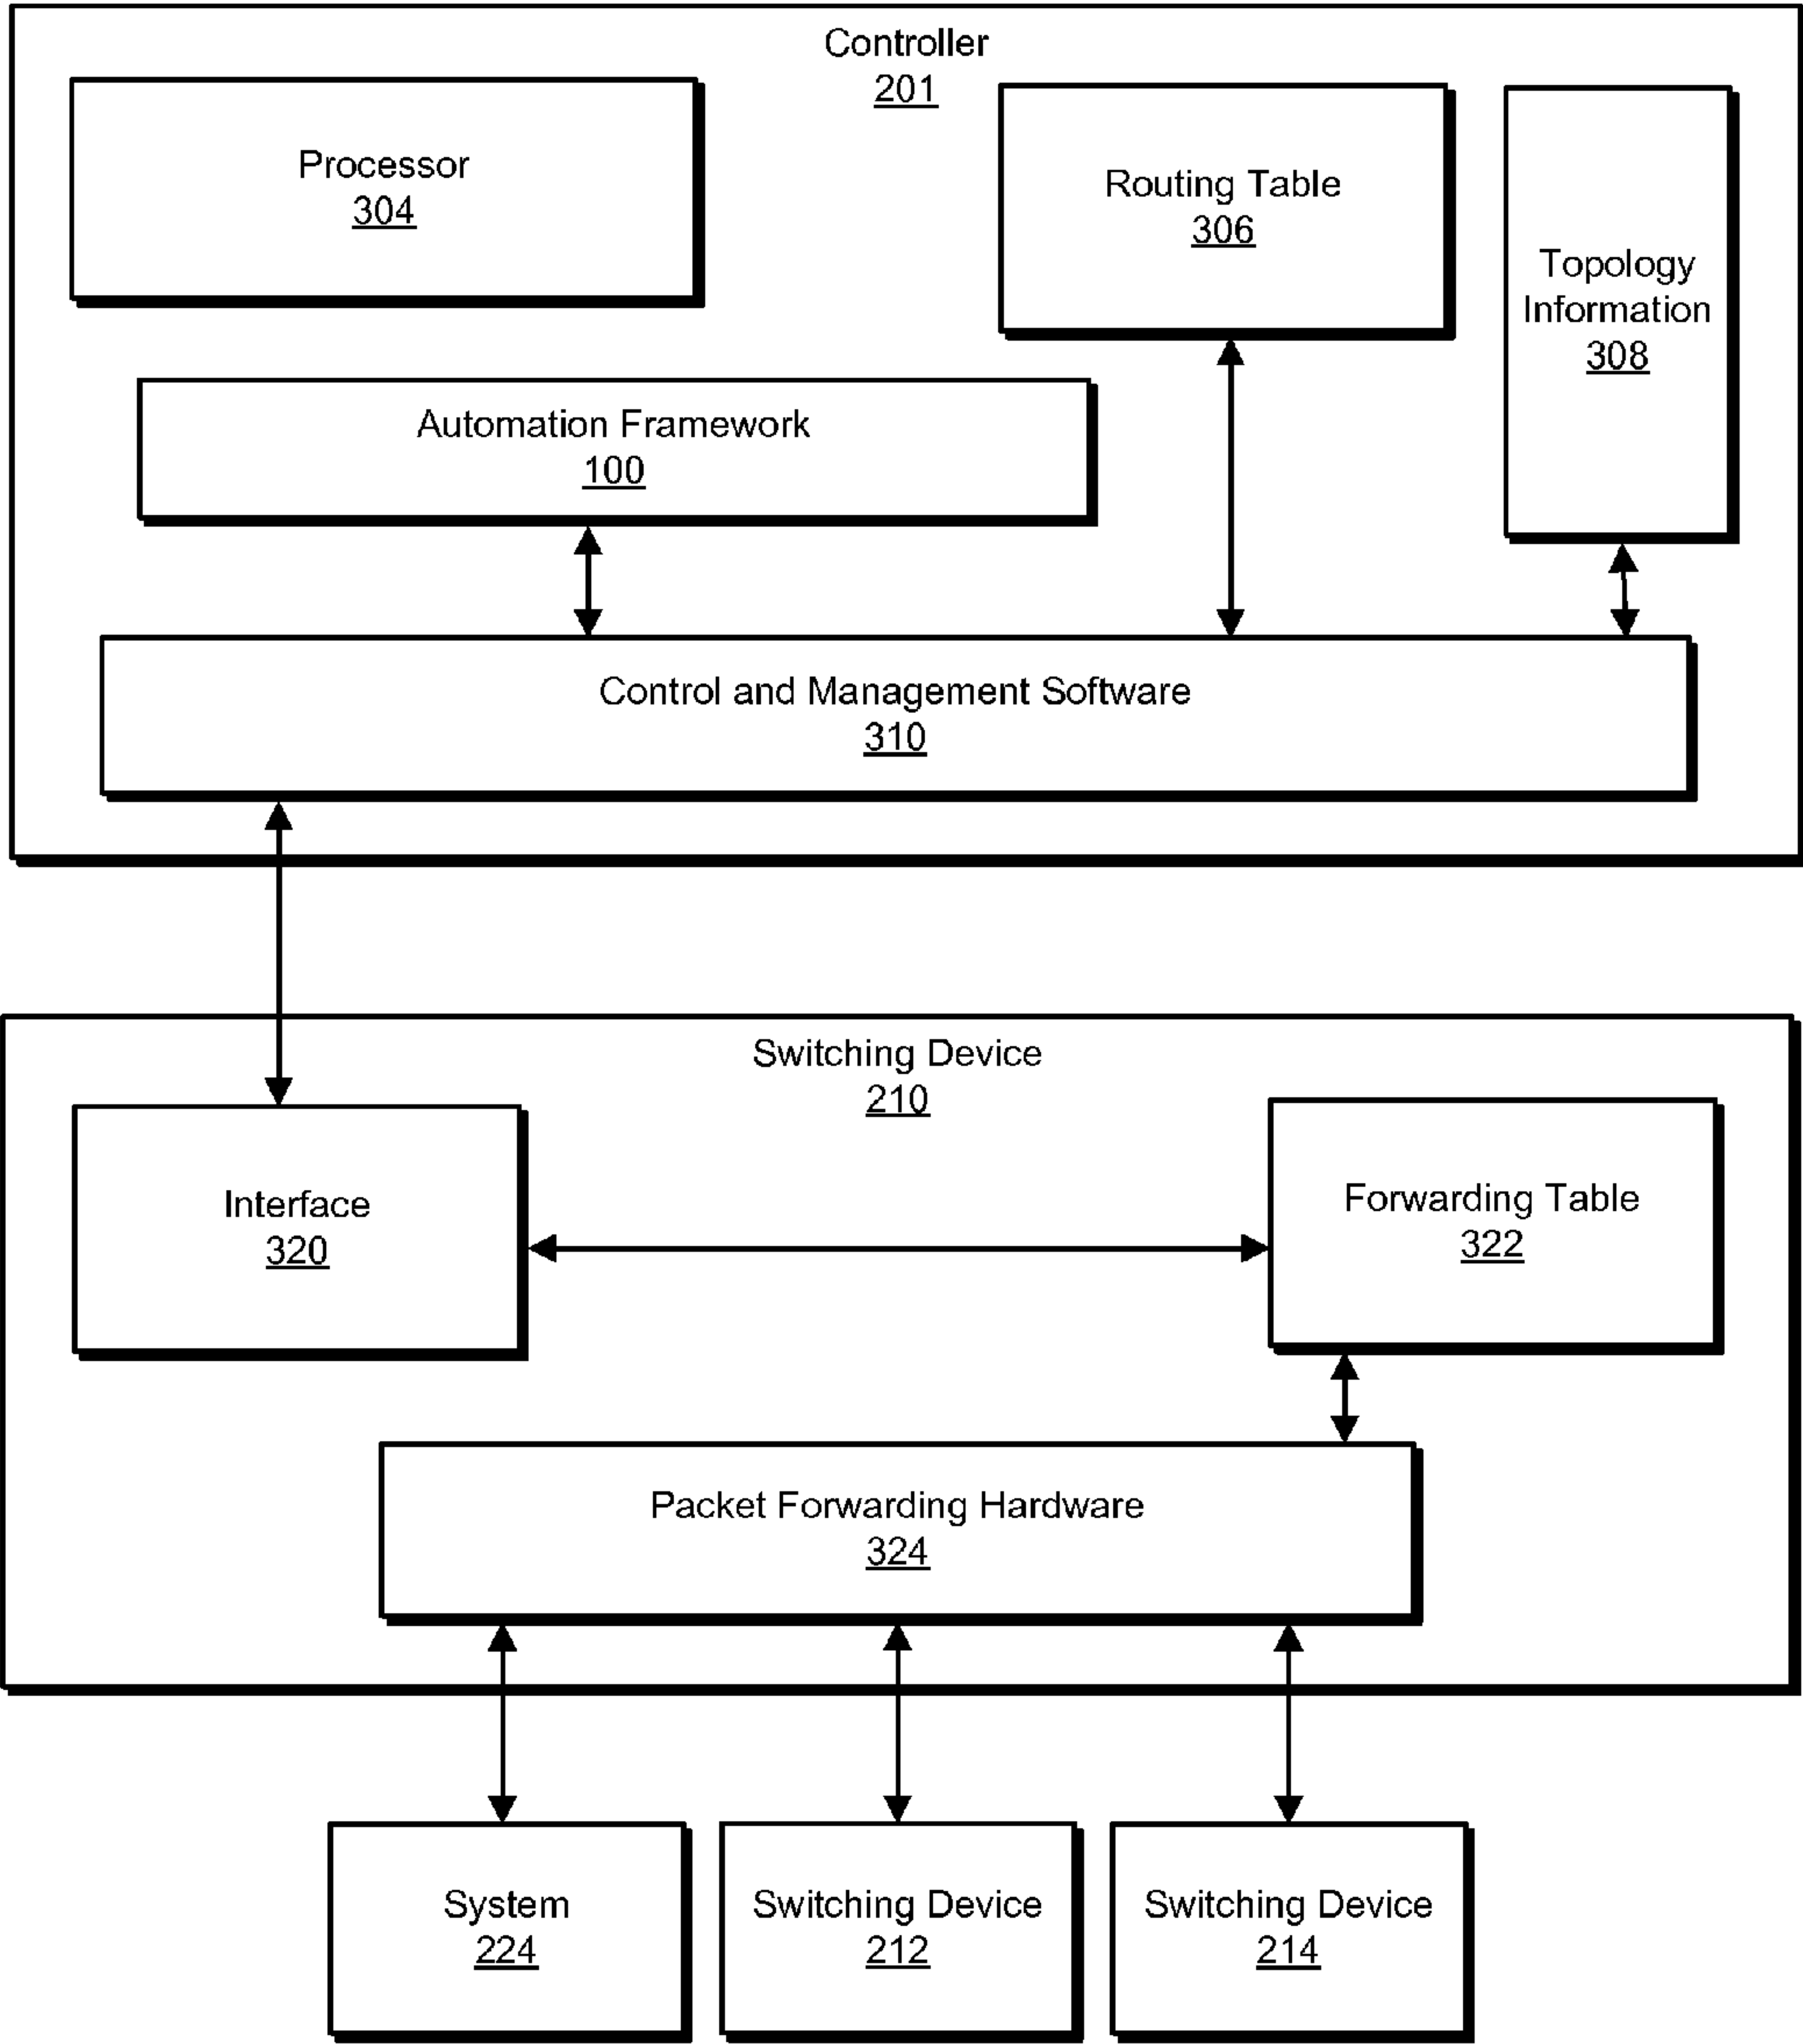 Controller
201
Processor
304
Routing Table
306
Topology
Information
308
Automation Framework
100
Control and Management Software
310
Switching Device
210
Interface
320
Forwarding Table
322
Packet Forwarding Hardware
324
System
224
Switching Device
212
Switching Device
214